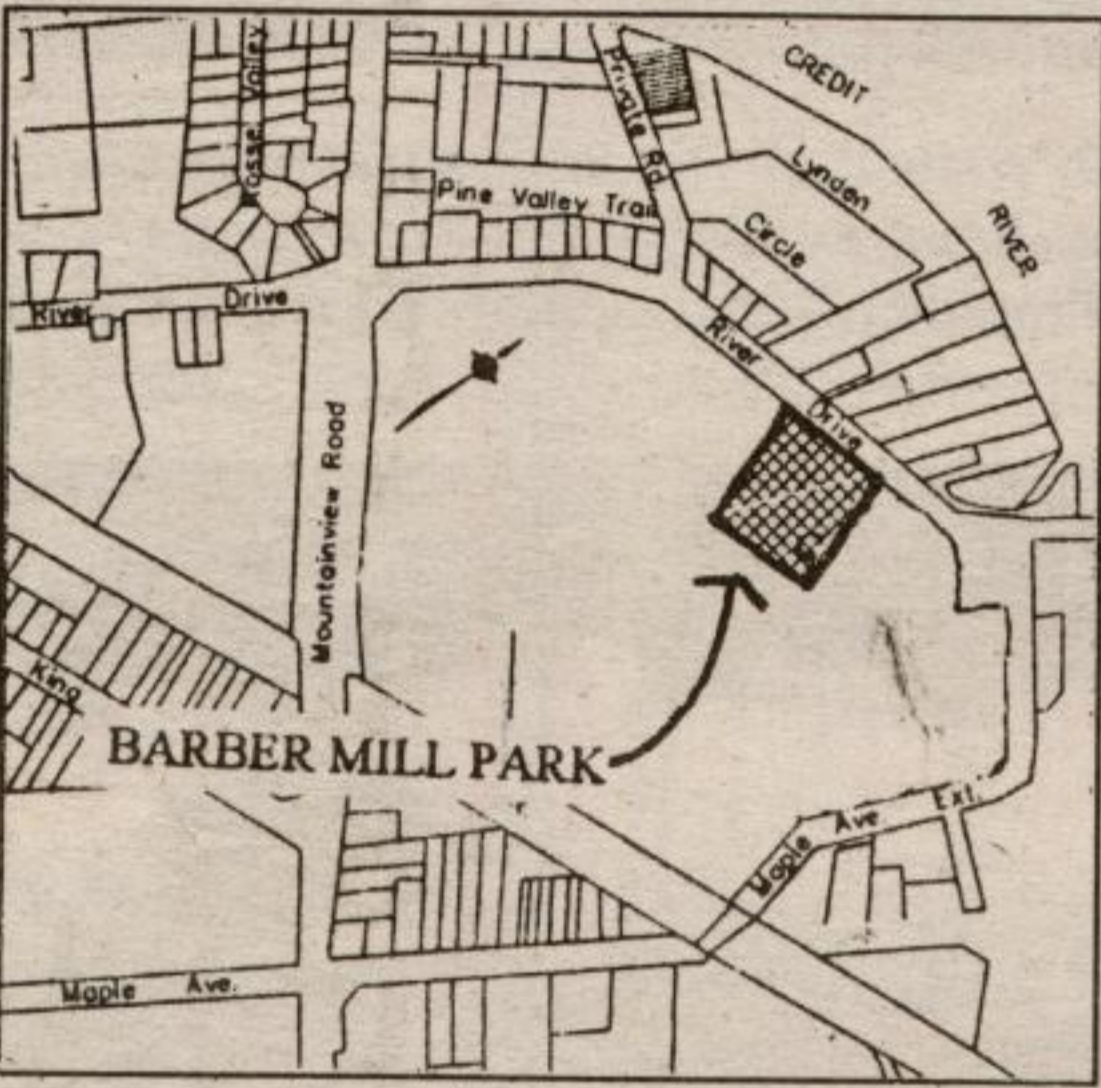 CREDIT
RIVER
Rosse Valley
Private Rd.
Lynden
Circle
Pine Valley Trail
River Drive
River Drive
Mountainview Road
King
BARBER MILL PARK
Maple Ave Ext.
Maple Ave.